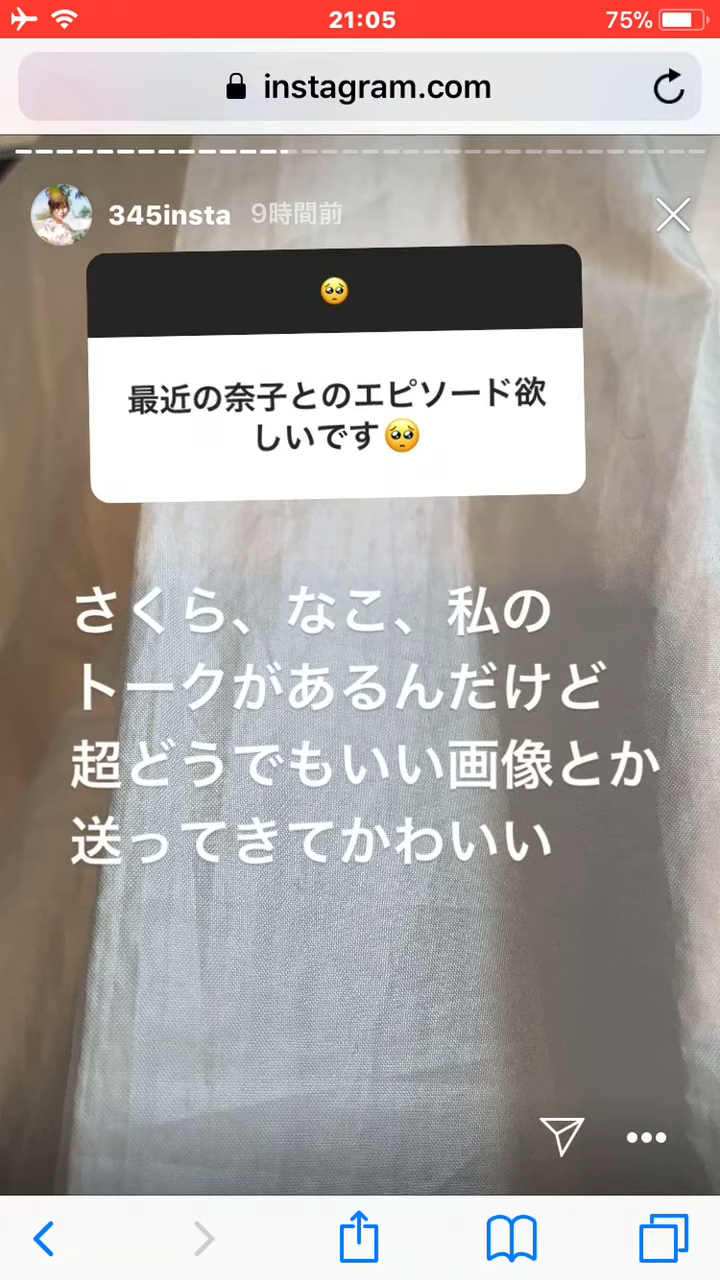 21:05
75%
instagram.com
345insta 9時間前
🥺
最近の奈子とのエピソード欲
しいです🥺
さくら、なこ、私の
トークがあるんだけど
超どうでもいい画像とか
送ってきてかわいい